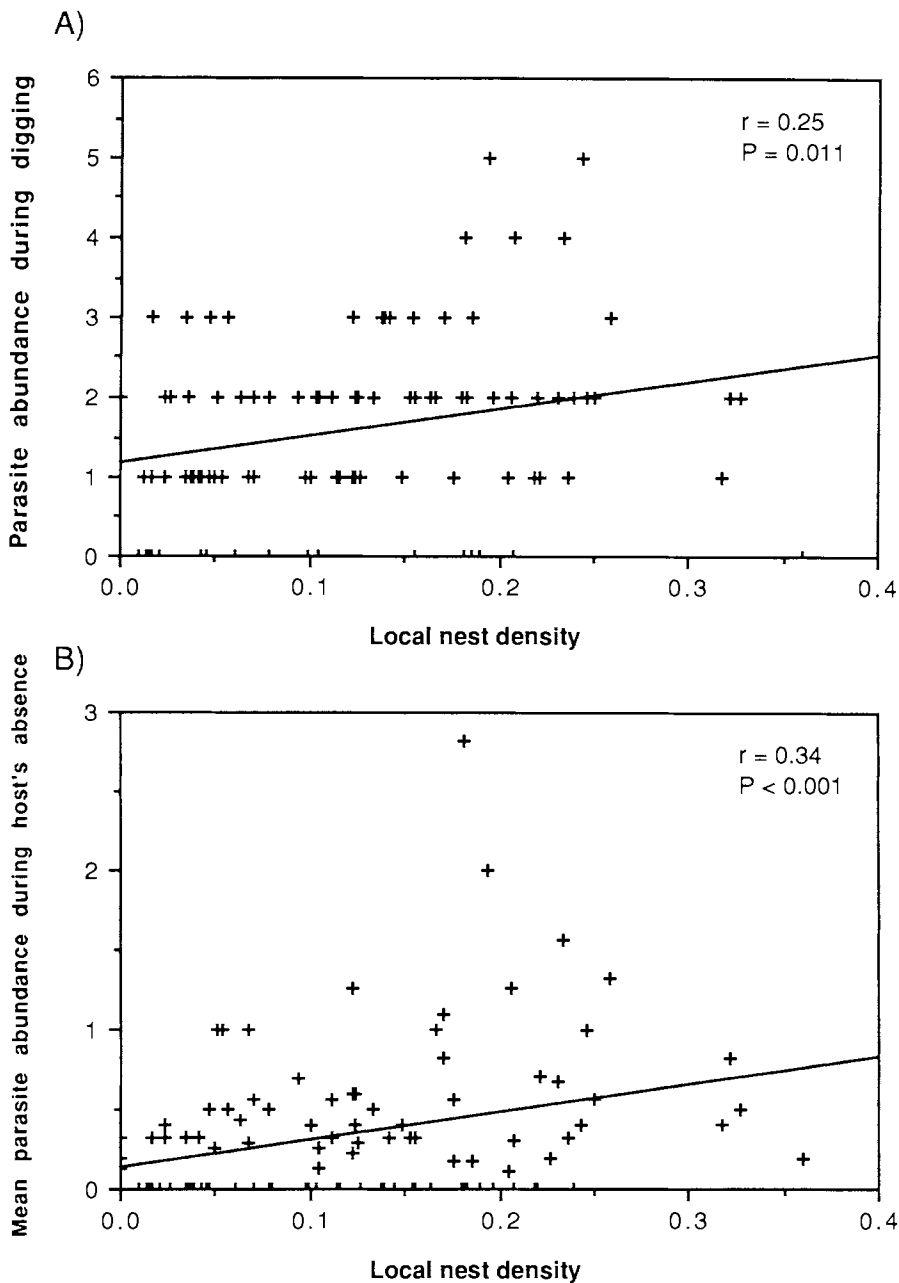 A)
Parasite abundance during digging
6
5
4
3
2
1
0
r = 0.25
P = 0.011
0.0 0.1 0.2 0.3 0.4
Local nest density
B)
Mean parasite abundance during host's absence
3
2
1
0
r = 0.34
P < 0.001
0.0 0.1 0.2 0.3 0.4
Local nest density